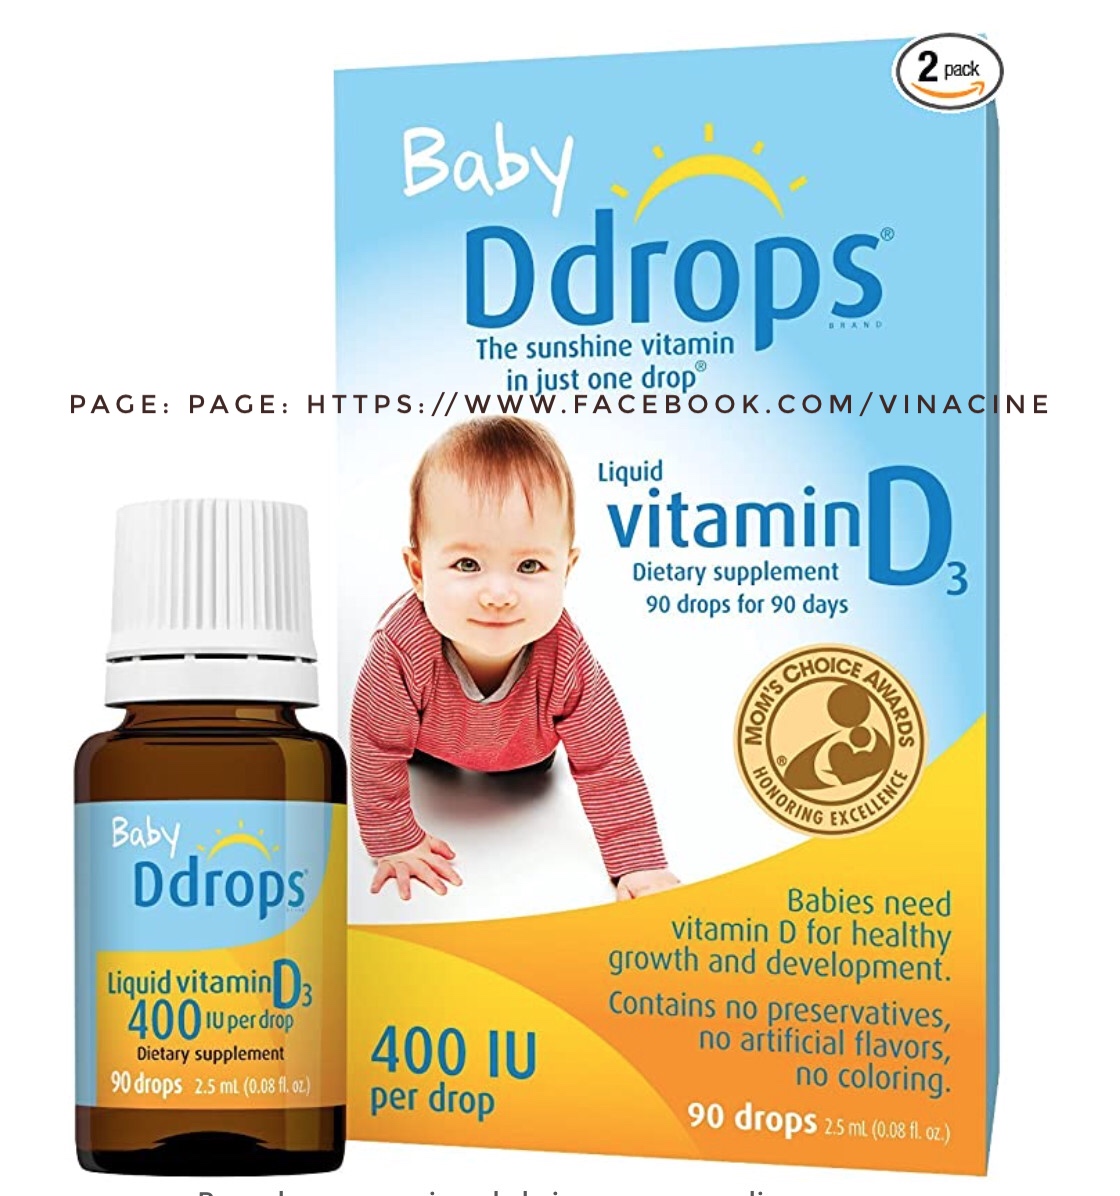 2 pack
Baby
Ddrops®
BRAND
The sunshine vitamin
in just one drop®
PAGE: PAGE: HTTPS://WWW.FACEBOOK.COM/VINACINE
Liquid
vitamin D3
Dietary supplement
90 drops for 90 days
MOM'S CHOICE AWARDS
®
HONORING EXCELLENCE
Babies need
vitamin D for healthy
growth and development.
Contains no preservatives,
no artificial flavors,
no coloring.
400 IU
per drop
90 drops 2.5 mL (0.08 fl. oz.)
Baby
Ddrops
Liquid vitamin D3
400 IU per drop
Dietary supplement
90 drops 2.5 mL (0.08 fl. oz.)